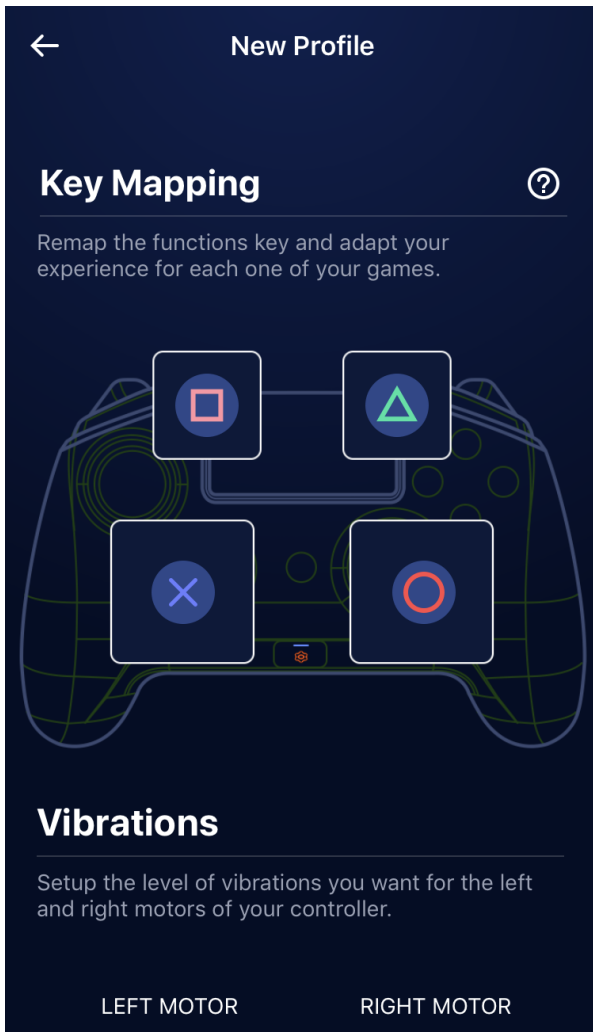 New Profile
Key Mapping
Remap the functions key and adapt your
experience for each one of your games.
Vibrations
Setup the level of vibrations you want for the left
and right motors of your controller.
LEFT MOTOR RIGHT MOTOR